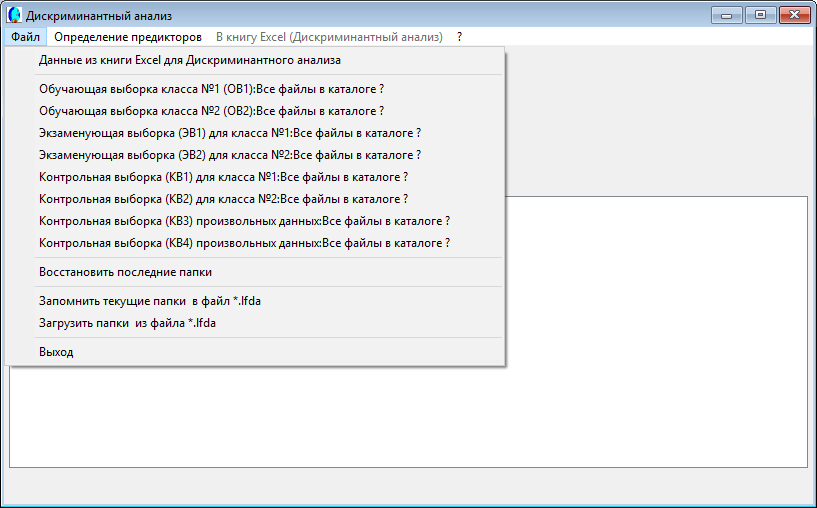 Дискриминантный анализ
Файл Определение предикторов В книгу Excel (Дискриминантный анализ) ?
Данные из книги Excel для Дискриминантного анализа
Обучающая выборка класса №1 (ОВ1):Все файлы в каталоге ?
Обучающая выборка класса №2 (ОВ2):Все файлы в каталоге ?
Экзаменующая выборка (ЭВ1) для класса №1:Все файлы в каталоге ?
Экзаменующая выборка (ЭВ2) для класса №2:Все файлы в каталоге ?
Контрольная выборка (КВ1) для класса №1:Все файлы в каталоге ?
Контрольная выборка (КВ2) для класса №2:Все файлы в каталоге ?
Контрольная выборка (КВ3) произвольных данных:Все файлы в каталоге ?
Контрольная выборка (КВ4) произвольных данных:Все файлы в каталоге ?
Восстановить последние папки
Запомнить текущие папки  в файл *.lfda
Загрузить папки  из файла *.lfda
Выход